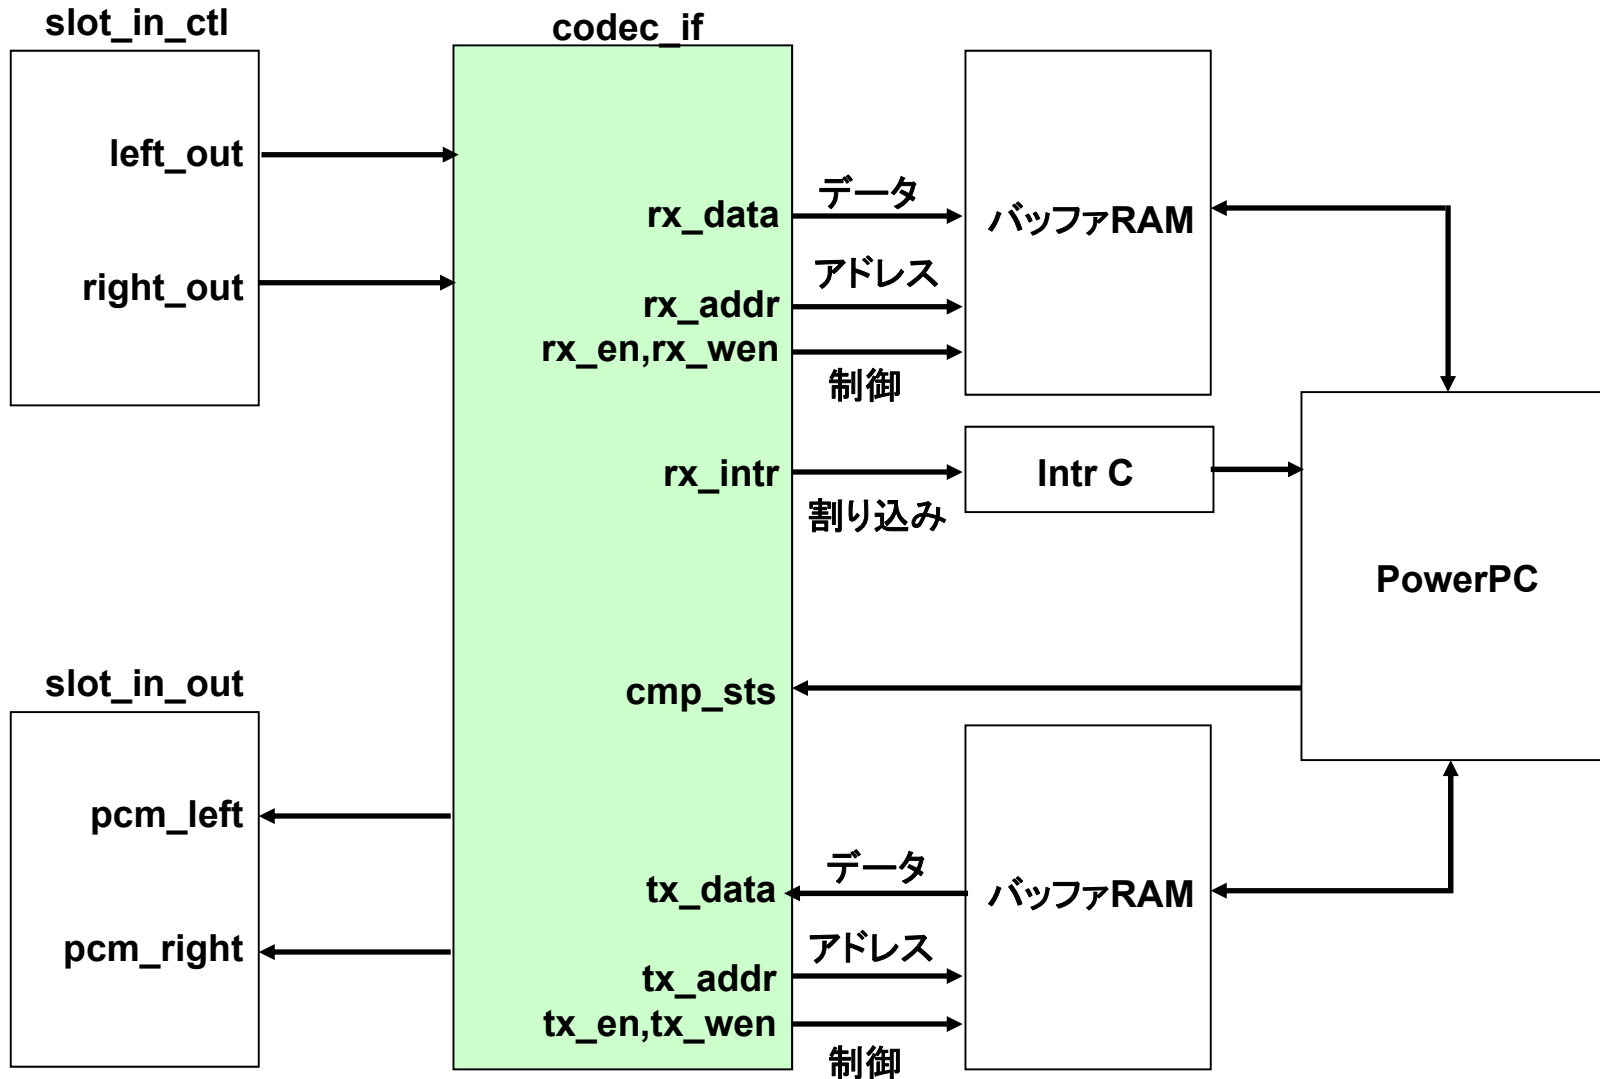 slot_in_ctl
codec_if
left_out
right_out
rx_data
データ
バッファRAM
アドレス
rx_addr
rx_en,rx_wen
制御
rx_intr
割り込み
Intr C
PowerPC
cmp_sts
slot_in_out
pcm_left
pcm_right
tx_data
データ
バッファRAM
アドレス
tx_addr
tx_en,tx_wen
制御